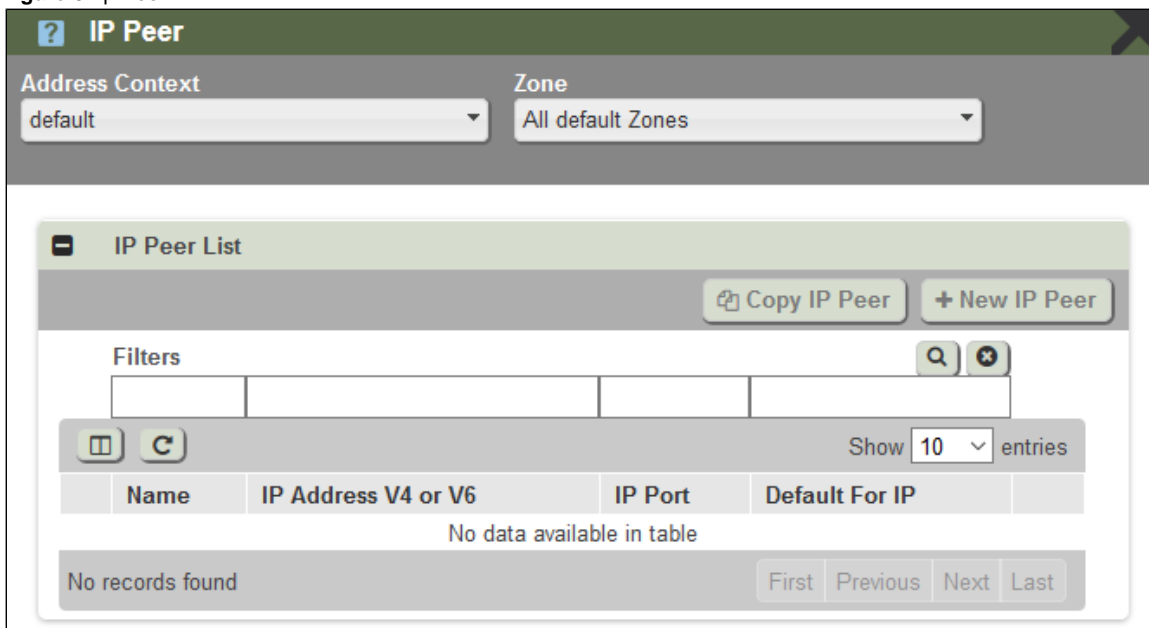 IP Peer
Address Context
Zone
default
All default Zones
IP Peer List
Copy IP Peer
+ New IP Peer
Filters
Show 10 entries
Name IP Address V4 or V6 IP Port Default For IP
No data available in table
No records found
First Previous Next Last